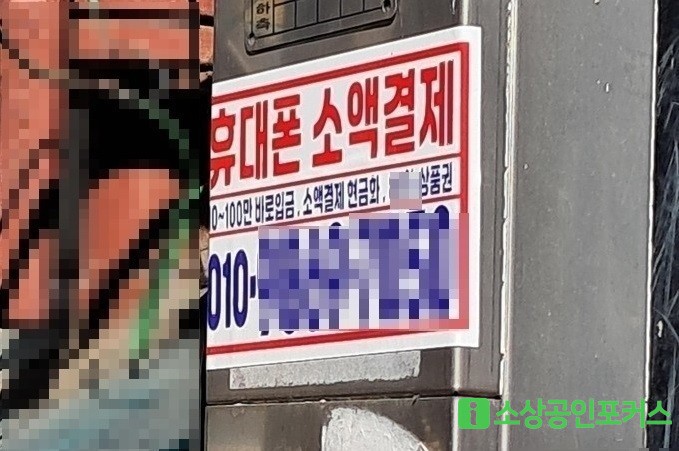 하측
휴대폰 소액결제
0~100만 바로입금 . 소액결제 현금화 . 상품권
010-
i 소상공인포커스